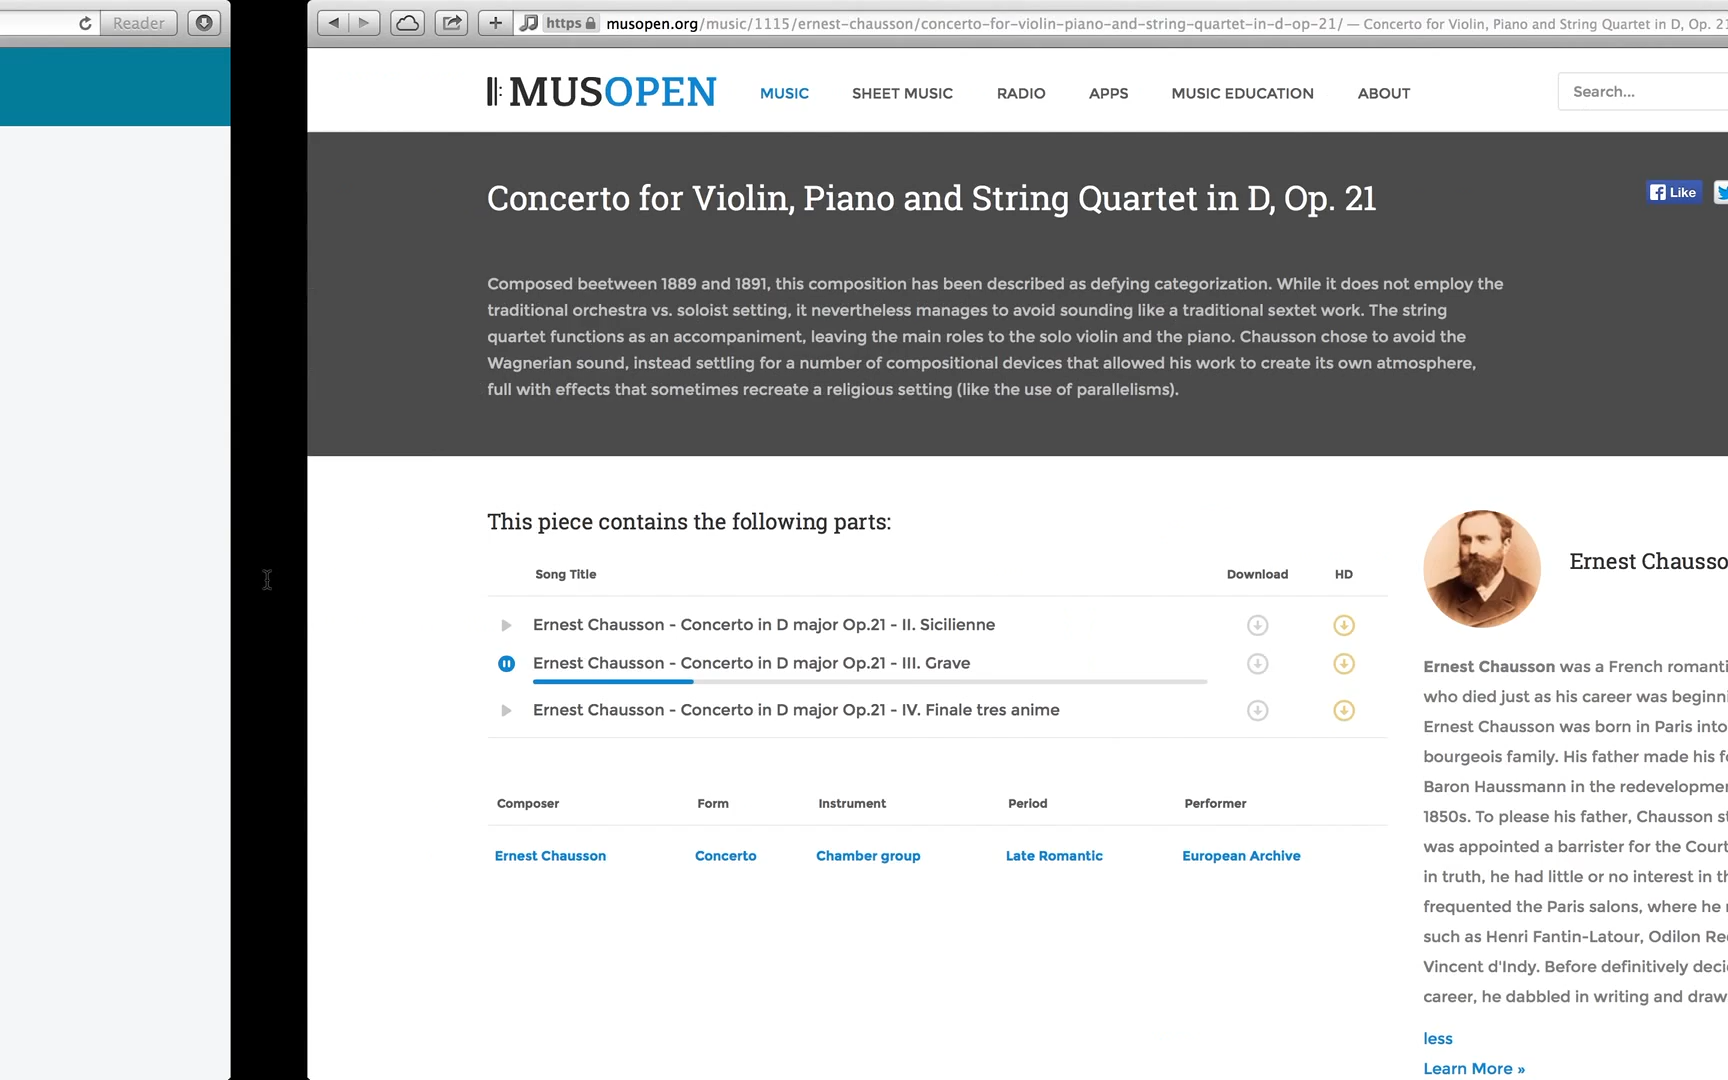 Reader
https musopen.org/music/1115/ernest-chausson/concerto-for-violin-piano-and-string-quartet-in-d-op-21/ — Concerto for Violin, Piano and String Quartet in D, Op. 21
MUSOPEN
MUSIC
SHEET MUSIC
RADIO
APPS
MUSIC EDUCATION
ABOUT
Search...
Concerto for Violin, Piano and String Quartet in D, Op. 21
Like
Composed beetween 1889 and 1891, this composition has been described as defying categorization. While it does not employ the
traditional orchestra vs. soloist setting, it nevertheless manages to avoid sounding like a traditional sextet work. The string
quartet functions as an accompaniment, leaving the main roles to the solo violin and the piano. Chausson chose to avoid the
Wagnerian sound, instead settling for a number of compositional devices that allowed his work to create its own atmosphere,
full with effects that sometimes recreate a religious setting (like the use of parallelisms).
This piece contains the following parts:
Song Title
Download
HD
Ernest Chausson - Concerto in D major Op.21 - II. Sicilienne
Ernest Chausson - Concerto in D major Op.21 - III. Grave
Ernest Chausson - Concerto in D major Op.21 - IV. Finale tres anime
Composer
Form
Instrument
Period
Performer
Ernest Chausson
Concerto
Chamber group
Late Romantic
European Archive
Ernest Chausso
Ernest Chausson was a French romanti
who died just as his career was beginni
Ernest Chausson was born in Paris into
bourgeois family. His father made his fo
Baron Haussmann in the redevelopmen
1850s. To please his father, Chausson st
was appointed a barrister for the Court
in truth, he had little or no interest in th
frequented the Paris salons, where he m
such as Henri Fantin-Latour, Odilon Red
Vincent d'Indy. Before definitively decid
career, he dabbled in writing and draw
less
Learn More »